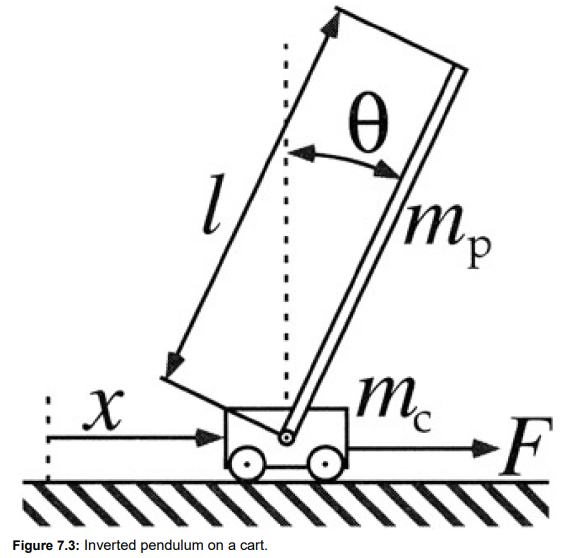 θ
l
mp
x
mc
F
Figure 7.3: Inverted pendulum on a cart.